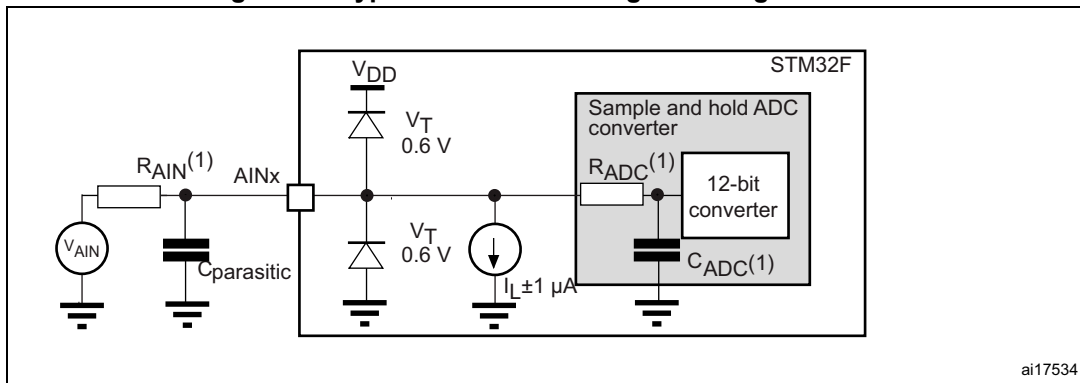 STM32F
VDD
Sample and hold ADC
converter
VT
0.6 V
RAIN(1)
AINx
RADC(1)
12-bit
converter
VAIN
Cparasitic
VT
0.6 V
IL±1 µA
CADC(1)
ai17534